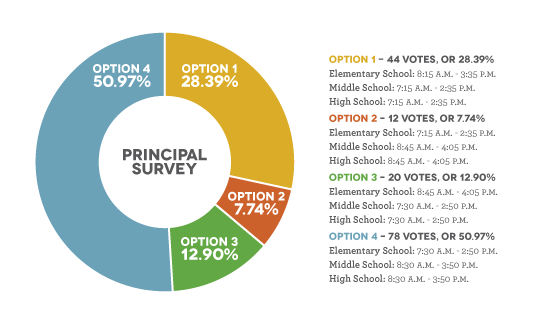 OPTION 4
50.97%
OPTION 1
28.39%
PRINCIPAL
SURVEY
OPTION 2
7.74%
OPTION 3
12.90%
OPTION 1 – 44 VOTES, OR 28.39%
Elementary School: 8:15 A.M. - 3:35 P.M.
Middle School: 7:15 A.M. - 2:35 P.M.
High School: 7:15 A.M. - 2:35 P.M.
OPTION 2 – 12 VOTES, OR 7.74%
Elementary School: 7:15 A.M. - 2:35 P.M.
Middle School: 8:45 A.M. - 4:05 P.M.
High School: 8:45 A.M. - 4:05 P.M.
OPTION 3 – 20 VOTES, OR 12.90%
Elementary School: 8:45 A.M. - 4:05 P.M.
Middle School: 7:30 A.M. - 2:50 P.M.
High School: 7:30 A.M. - 2:50 P.M.
OPTION 4 – 78 VOTES, OR 50.97%
Elementary School: 7:30 A.M. - 2:50 P.M.
Middle School: 8:30 A.M. - 3:50 P.M.
High School: 8:30 A.M. - 3:50 P.M.